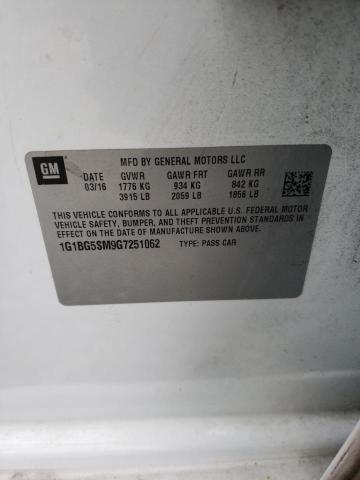 GM
MFD BY GENERAL MOTORS LLC
DATE GVWR GAWR FRT GAWR RR
03/16 1776 KG 934 KG 842 KG
3915 LB 2059 LB 1856 LB
THIS VEHICLE CONFORMS TO ALL APPLICABLE U.S. FEDERAL MOTOR
VEHICLE SAFETY, BUMPER, AND THEFT PREVENTION STANDARDS IN
EFFECT ON THE DATE OF MANUFACTURE SHOWN ABOVE.
1G1BG5SM9G7251062 TYPE: PASS CAR